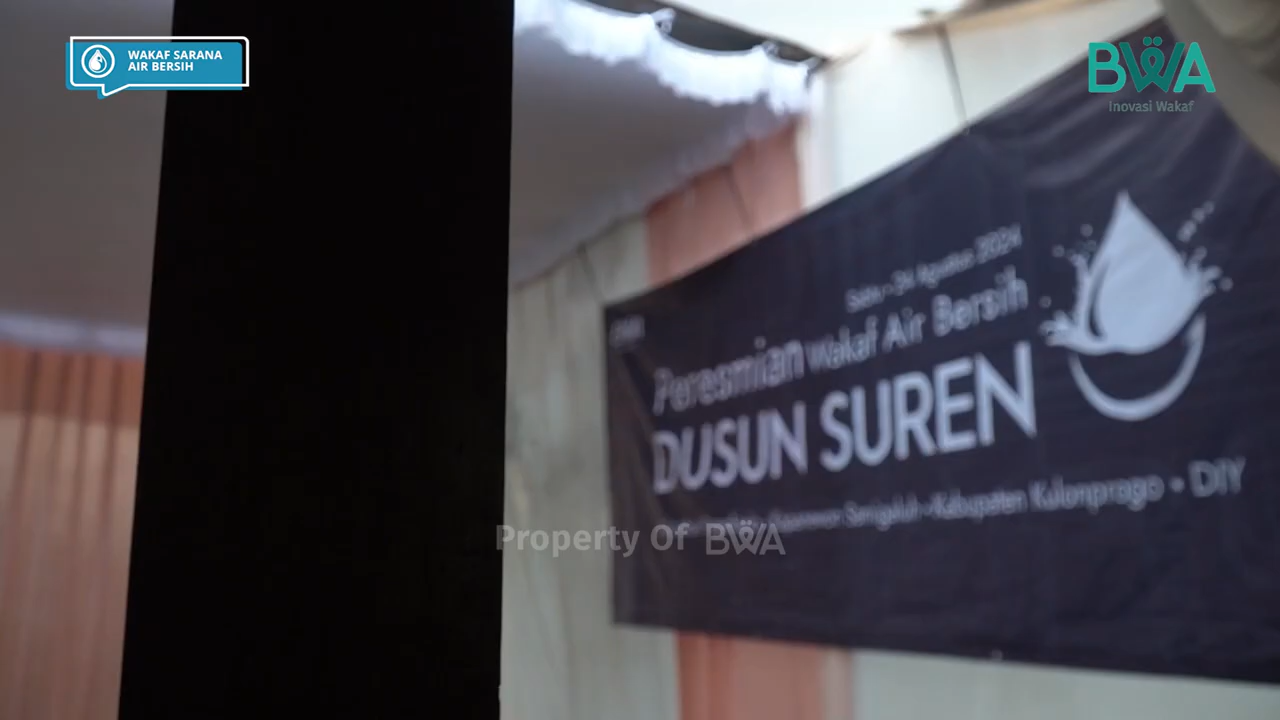 WAKAF SARANA
AIR BERSIH
BWA
Inovasi Wakaf
Sabtu - 24 Agustus 2024
Peresmian Wakaf Air Bersih
DUSUN SUREN
Samigaluh - Kabupaten Kulonprogo - DIY
Property Of BWA